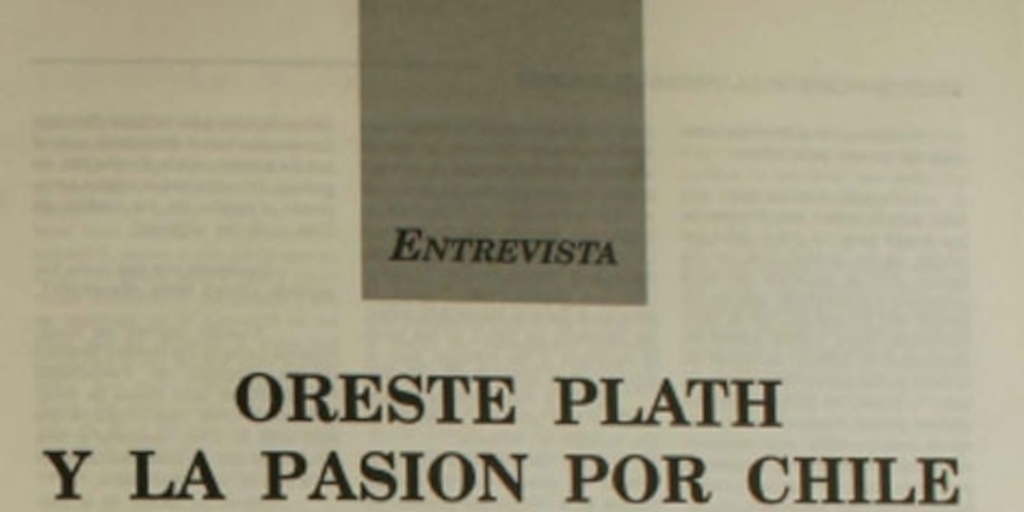 ENTREVISTA
ORESTE PLATH
Y LA PASION POR CHILE